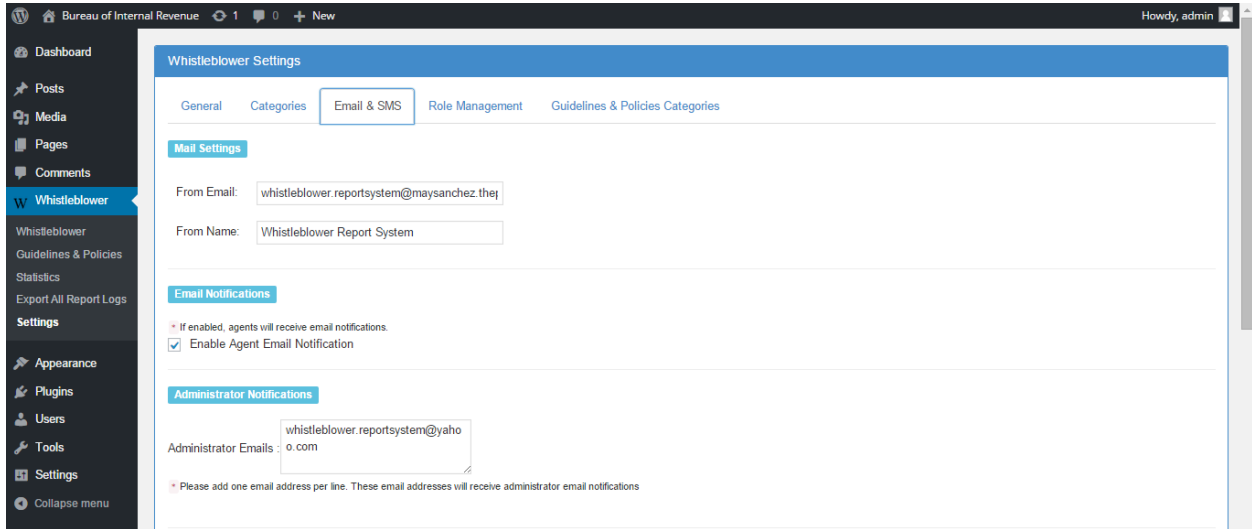 Bureau of Internal Revenue 1 0 + New Howdy, admin
Dashboard
Posts
Media
Pages
Comments
Whistleblower
Whistleblower
Guidelines & Policies
Statistics
Export All Report Logs
Settings
Appearance
Plugins
Users
Tools
Settings
Collapse menu
Whistleblower Settings
General Categories Email & SMS Role Management Guidelines & Policies Categories
Mail Settings
From Email: whistleblower.reportsystem@maysanchez.thep
From Name: Whistleblower Report System
Email Notifications
* If enabled, agents will receive email notifications.
Enable Agent Email Notification
Administrator Notifications
whistleblower.reportsystem@yaho
Administrator Emails : o.com
* Please add one email address per line. These email addresses will receive administrator email notifications